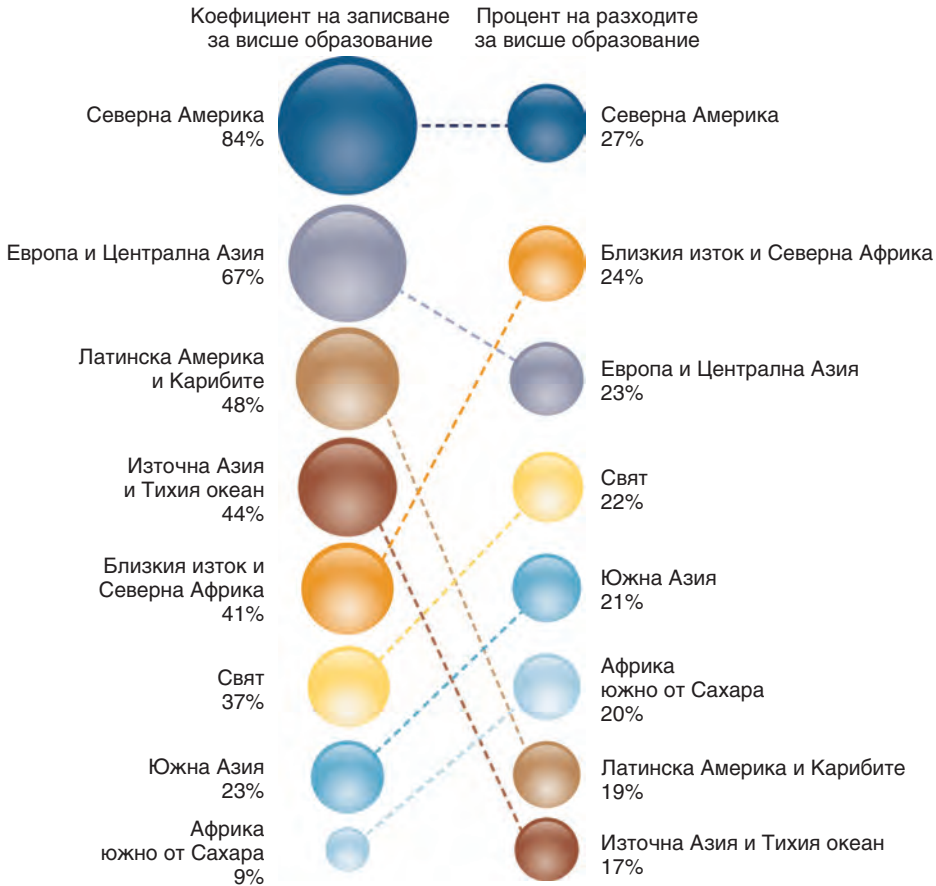 Коефициент на записване
за висше образование
Процент на разходите
за висше образование
Северна Америка
84%
Европа и Централна Азия
67%
Латинска Америка
и Карибите
48%
Източна Азия
и Тихия океан
44%
Близкия изток и
Северна Африка
41%
Свят
37%
Южна Азия
23%
Африка
южно от Сахара
9%
Северна Америка
27%
Близкия изток и Северна Африка
24%
Европа и Централна Азия
23%
Свят
22%
Южна Азия
21%
Африка
южно от Сахара
20%
Латинска Америка и Карибите
19%
Източна Азия и Тихия океан
17%